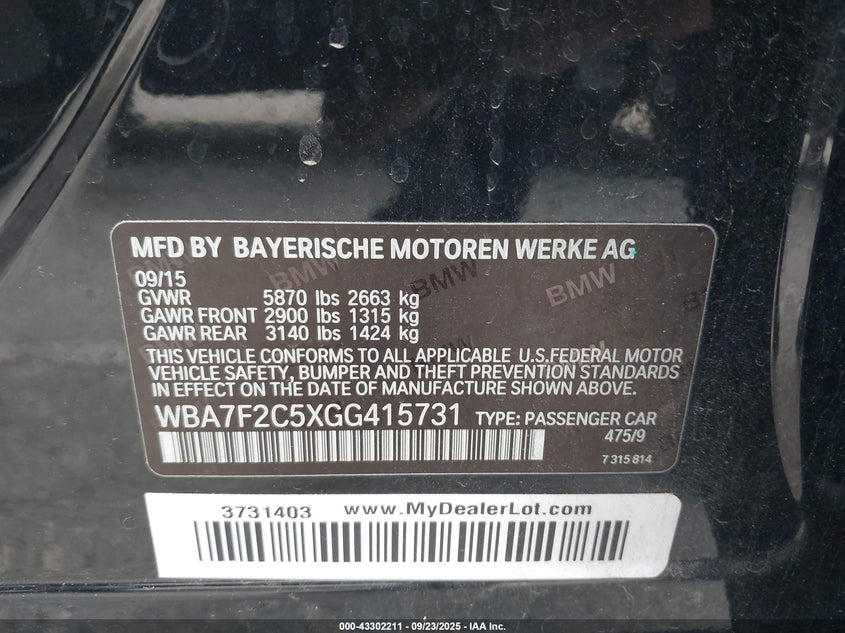 MFD BY BAYERISCHE MOTOREN WERKE AG
09/15
GVWR 5870 lbs 2663 kg
GAWR FRONT 2900 lbs 1315 kg
GAWR REAR 3140 lbs 1424 kg
THIS VEHICLE CONFORMS TO ALL APPLICABLE U.S.FEDERAL MOTOR
VEHICLE SAFETY, BUMPER AND THEFT PREVENTION STANDARDS
IN EFFECT ON THE DATE OF MANUFACTURE SHOWN ABOVE.
WBA7F2C5XGG415731 TYPE: PASSENGER CAR
475/9
7 315 814
BMW
BMW
BMW
3731403 www.MyDealerLot.com
000-43302211 - 09/23/2025 - IAA Inc.